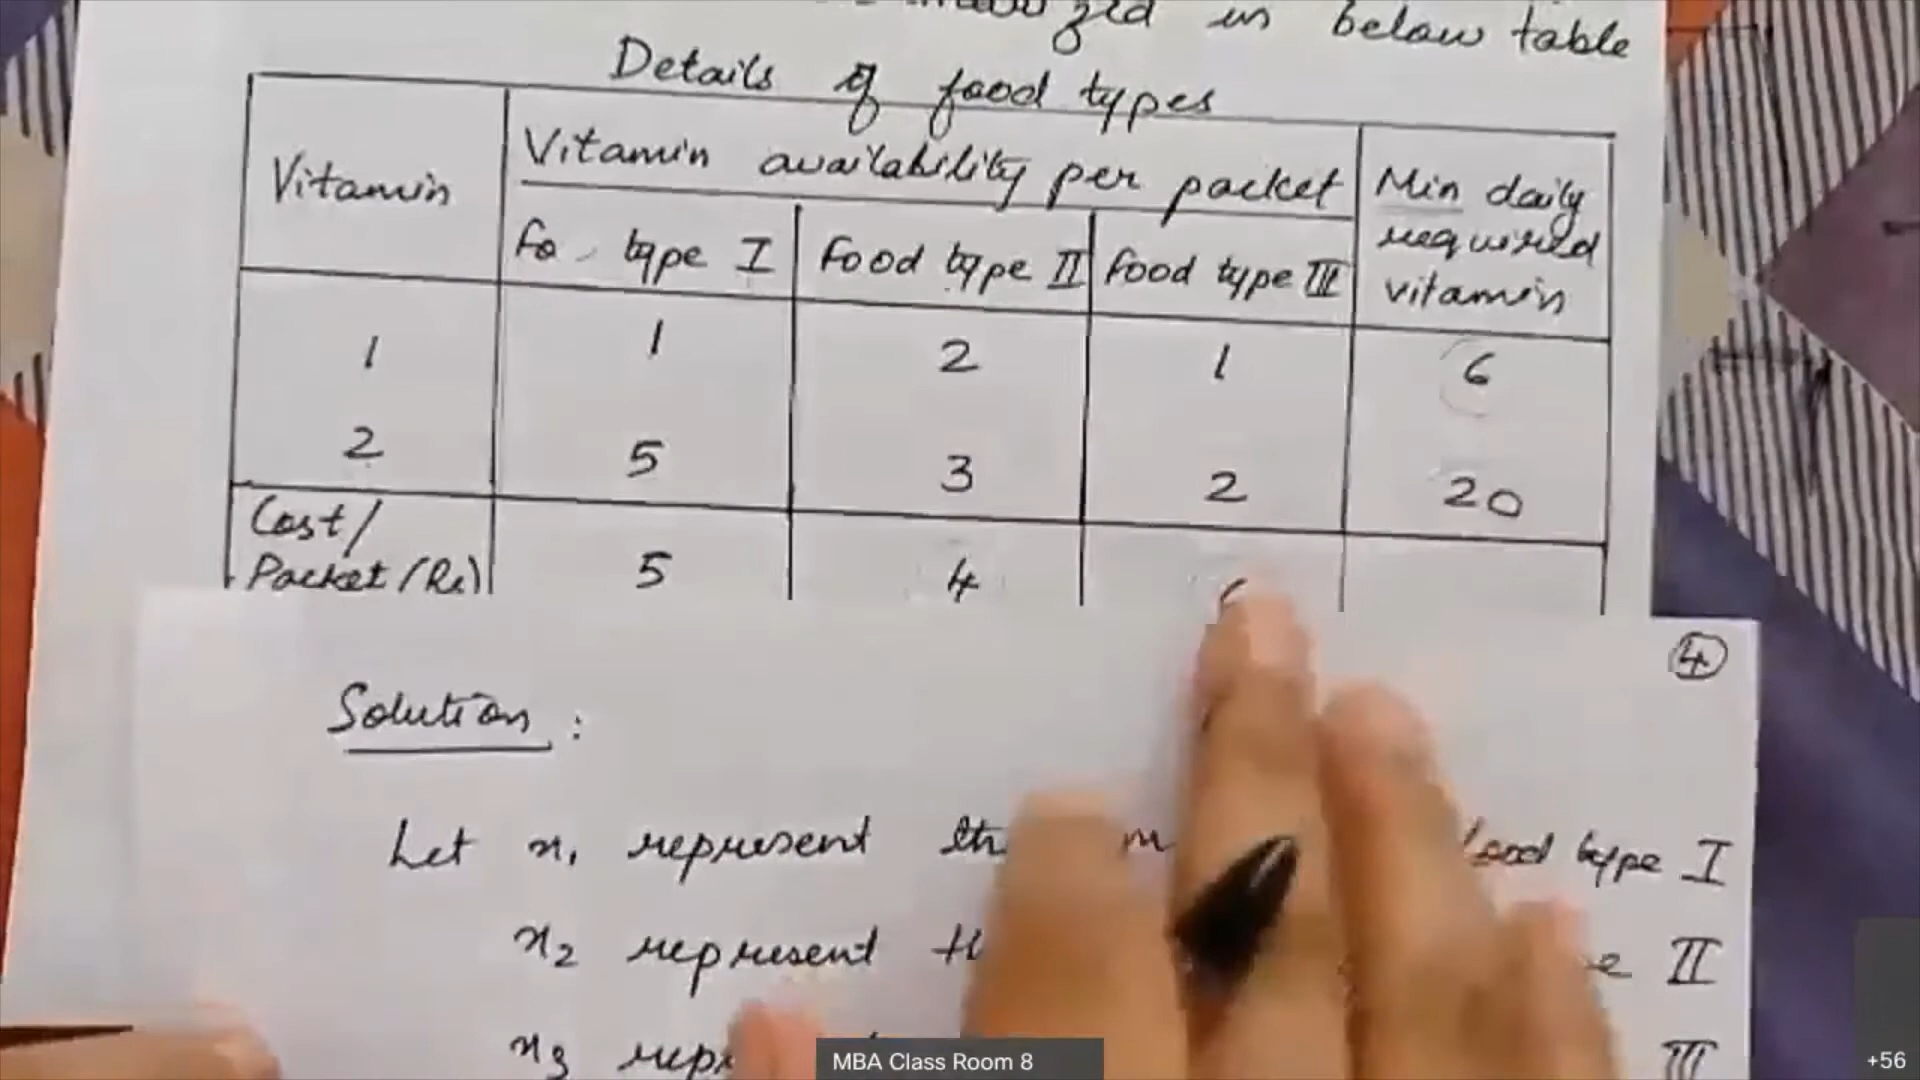 in below table
Details of food types
Vitamin
Vitamin availability per packet
Min daily required vitamin
Fo type I
Food type II
Food type III
1 1 2 1 6
2 5 3 2 20
Cost/
Packet/(Rs) 5 4
4
Solution :
Let x₁ represent food type I
x₂ represent II
x₃ III
MBA Class Room 8
+56